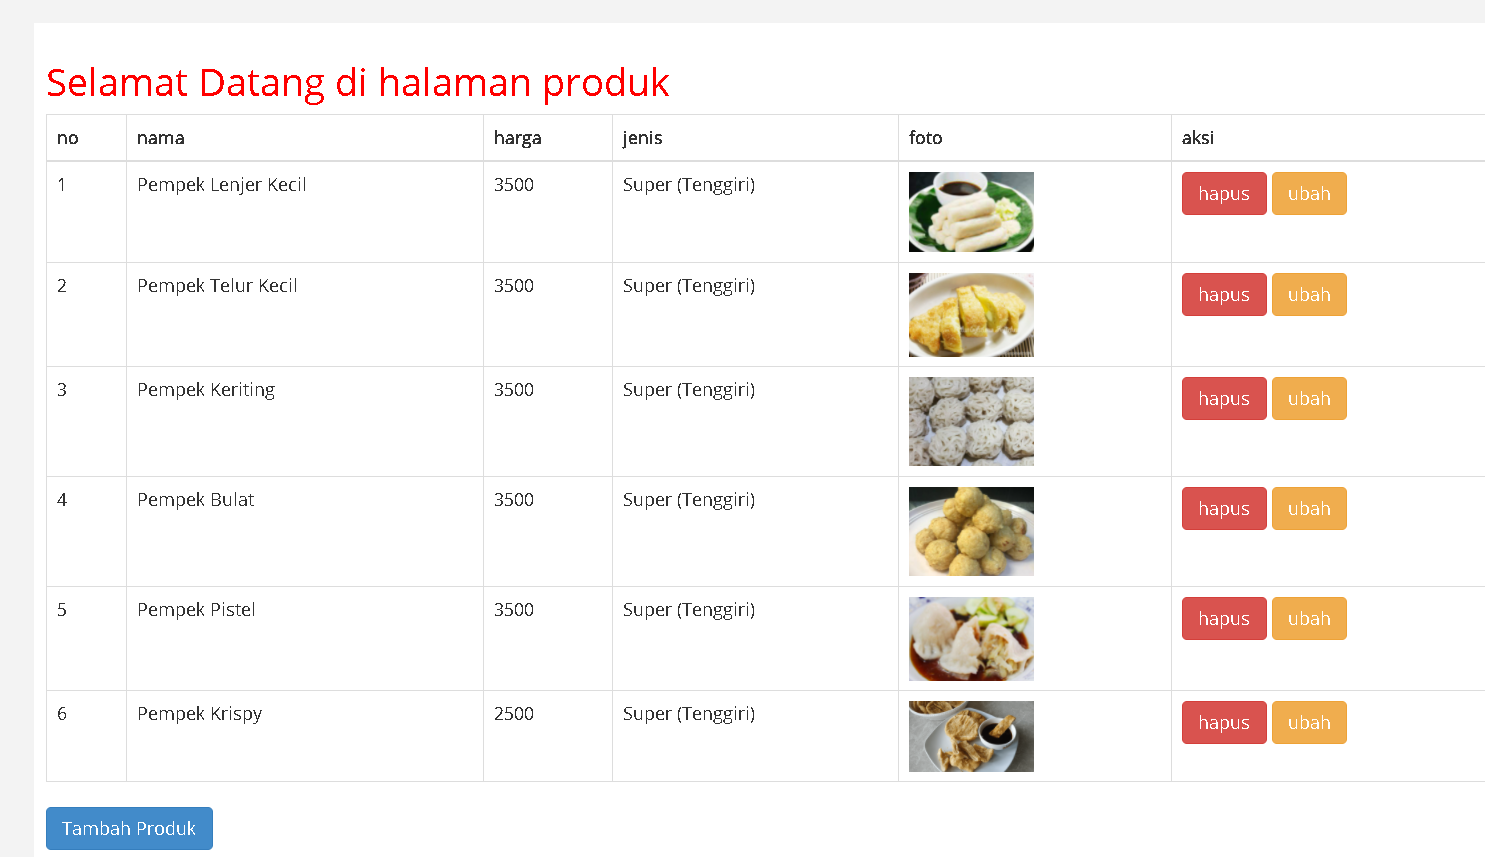 Selamat Datang di halaman produk
no nama harga jenis foto aksi
1 Pempek Lenjer Kecil 3500 Super (Tenggiri) hapus ubah
2 Pempek Telur Kecil 3500 Super (Tenggiri) hapus ubah
3 Pempek Keriting 3500 Super (Tenggiri) hapus ubah
4 Pempek Bulat 3500 Super (Tenggiri) hapus ubah
5 Pempek Pistel 3500 Super (Tenggiri) hapus ubah
6 Pempek Krispy 2500 Super (Tenggiri) hapus ubah
Tambah Produk